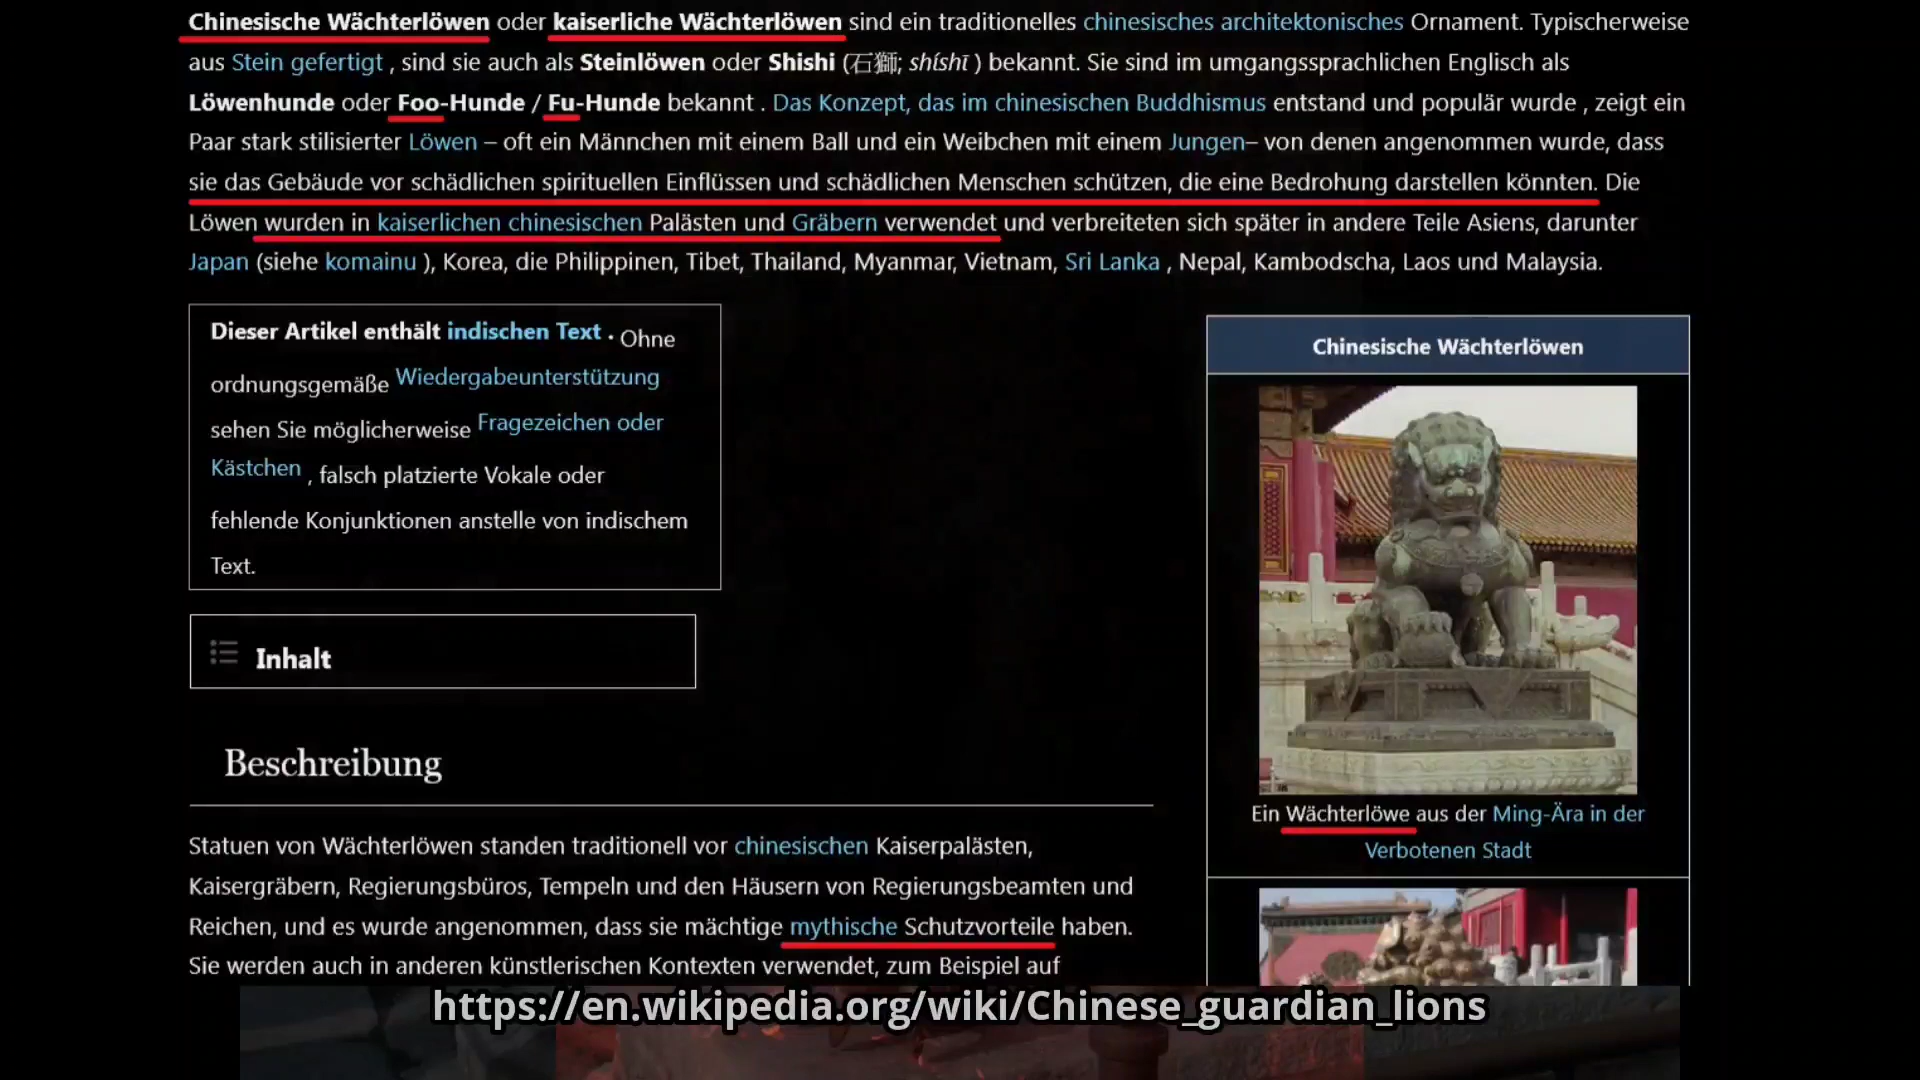 Chinesische Wächterlöwen oder kaiserliche Wächterlöwen sind ein traditionelles chinesisches architektonisches Ornament. Typischerweise
aus Stein gefertigt , sind sie auch als Steinlöwen oder Shishi (石獅; shíshī ) bekannt. Sie sind im umgangssprachlichen Englisch als
Löwenhunde oder Foo-Hunde / Fu-Hunde bekannt . Das Konzept, das im chinesischen Buddhismus entstand und populär wurde , zeigt ein
Paar stark stilisierter Löwen – oft ein Männchen mit einem Ball und ein Weibchen mit einem Jungen– von denen angenommen wurde, dass
sie das Gebäude vor schädlichen spirituellen Einflüssen und schädlichen Menschen schützen, die eine Bedrohung darstellen könnten. Die
Löwen wurden in kaiserlichen chinesischen Palästen und Gräbern verwendet und verbreiteten sich später in andere Teile Asiens, darunter
Japan (siehe komainu ), Korea, die Philippinen, Tibet, Thailand, Myanmar, Vietnam, Sri Lanka , Nepal, Kambodscha, Laos und Malaysia.
Dieser Artikel enthält indischen Text . Ohne
ordnungsgemäße Wiedergabeunterstützung
sehen Sie möglicherweise Fragezeichen oder
Kästchen , falsch platzierte Vokale oder
fehlende Konjunktionen anstelle von indischem
Text.
Inhalt
Beschreibung
Statuen von Wächterlöwen standen traditionell vor chinesischen Kaiserpalästen,
Kaisergräbern, Regierungsbüros, Tempeln und den Häusern von Regierungsbeamten und
Reichen, und es wurde angenommen, dass sie mächtige mythische Schutzvorteile haben.
Sie werden auch in anderen künstlerischen Kontexten verwendet, zum Beispiel auf
Chinesische Wächterlöwen
Ein Wächterlöwe aus der Ming-Ära in der
Verbotenen Stadt
https://en.wikipedia.org/wiki/Chinese_guardian_lions